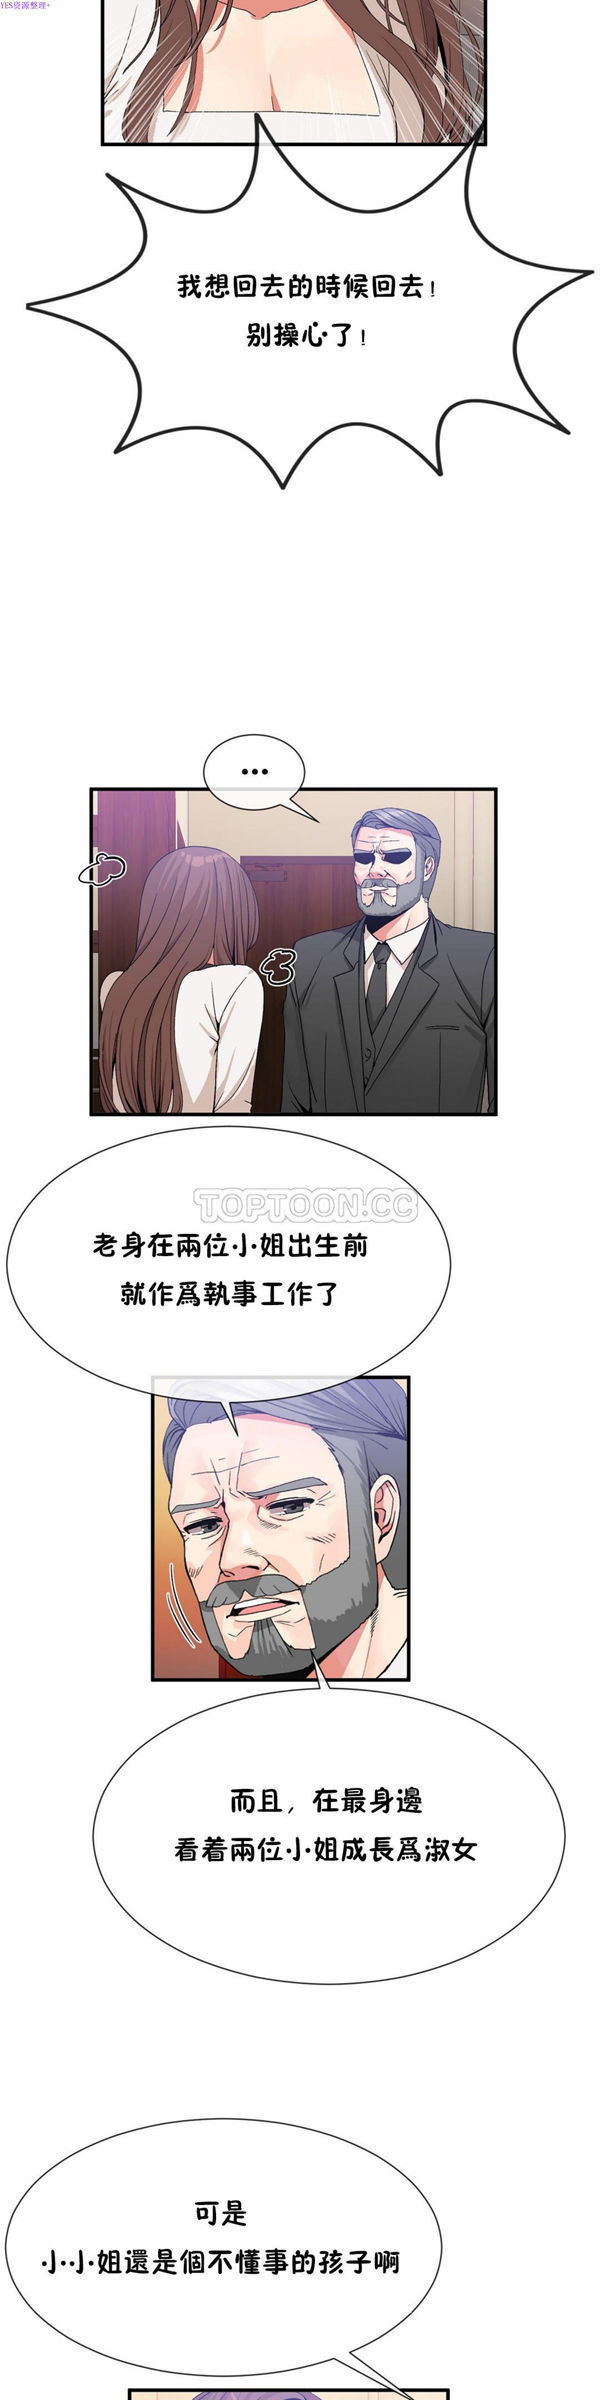 YES资源整理+
我想回去的時候回去!
别操心了!
...
TOPTOON.CC
老身在兩位小姐出生前
就作爲執事工作了
而且，在最身邊
看着兩位小姐成長爲淑女
可是
小小姐還是個不懂事的孩子啊